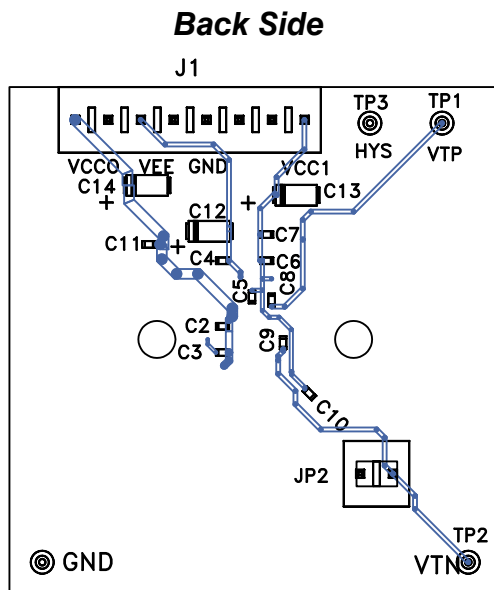 Back Side
J1
TP3
TP1
HYS
VTP
VCCO VEE GND VCC1
C14
C13
C12
C11
C7
C4
C6
C5
C8
C2
C3
C9
C10
JP2
TP2
GND
VTN